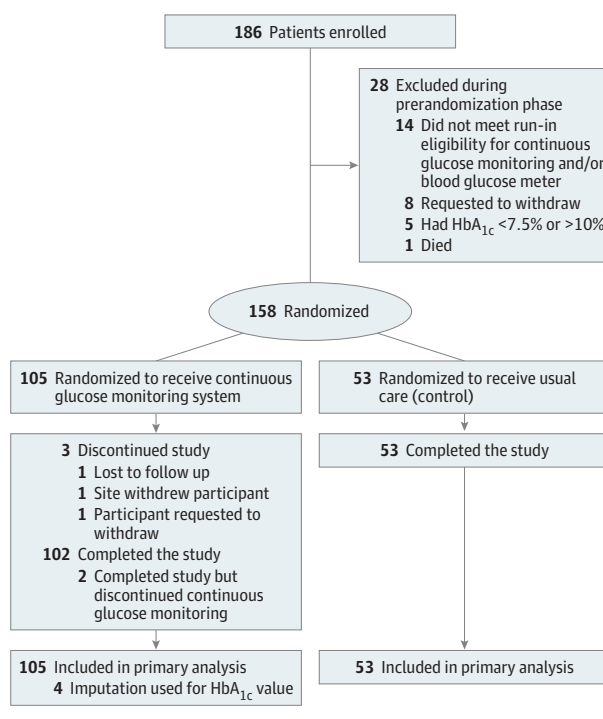 186 Patients enrolled
28 Excluded during
prerandomization phase
14 Did not meet run-in
eligibility for continuous
glucose monitoring and/or
blood glucose meter
8 Requested to withdraw
5 Had HbA1c <7.5% or >10%
1 Died
158 Randomized
105 Randomized to receive continuous
glucose monitoring system
53 Randomized to receive usual
care (control)
3 Discontinued study
1 Lost to follow up
1 Site withdrew participant
1 Participant requested to
withdraw
102 Completed the study
2 Completed study but
discontinued continuous
glucose monitoring
53 Completed the study
105 Included in primary analysis
4 Imputation used for HbA1c value
53 Included in primary analysis